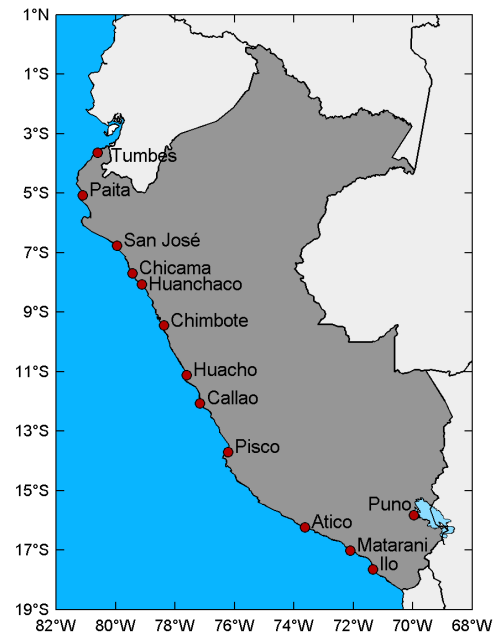 1°N
1°S
3°S
5°S
7°S
9°S
11°S
13°S
15°S
17°S
19°S
Tumbes
Paita
San José
Chicama
Huanchaco
Chimbote
Huacho
Callao
Pisco
Puno
Atico
Matarani
Ilo
82°W 80°W 78°W 76°W 74°W 72°W 70°W 68°W